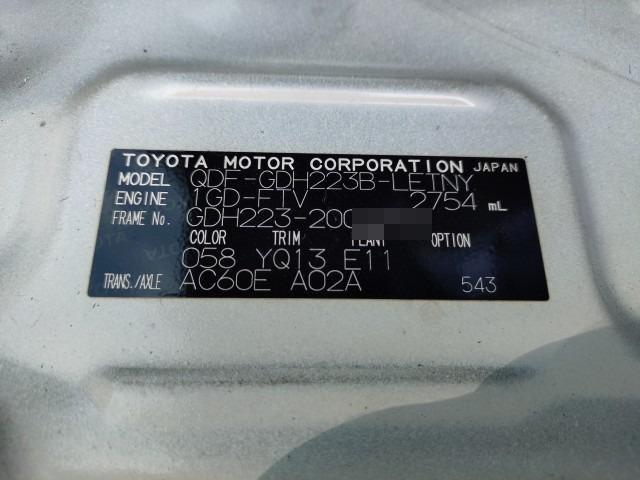 TOYOTA MOTOR CORPORATION JAPAN
MODEL QDF-GDH223B-LETNY
ENGINE 1GD-FTV 2754 mL
FRAME No. GDH223-200
COLOR TRIM PLANT OPTION
058 YQ13 E11
TRANS./AXLE AC60E A02A 543